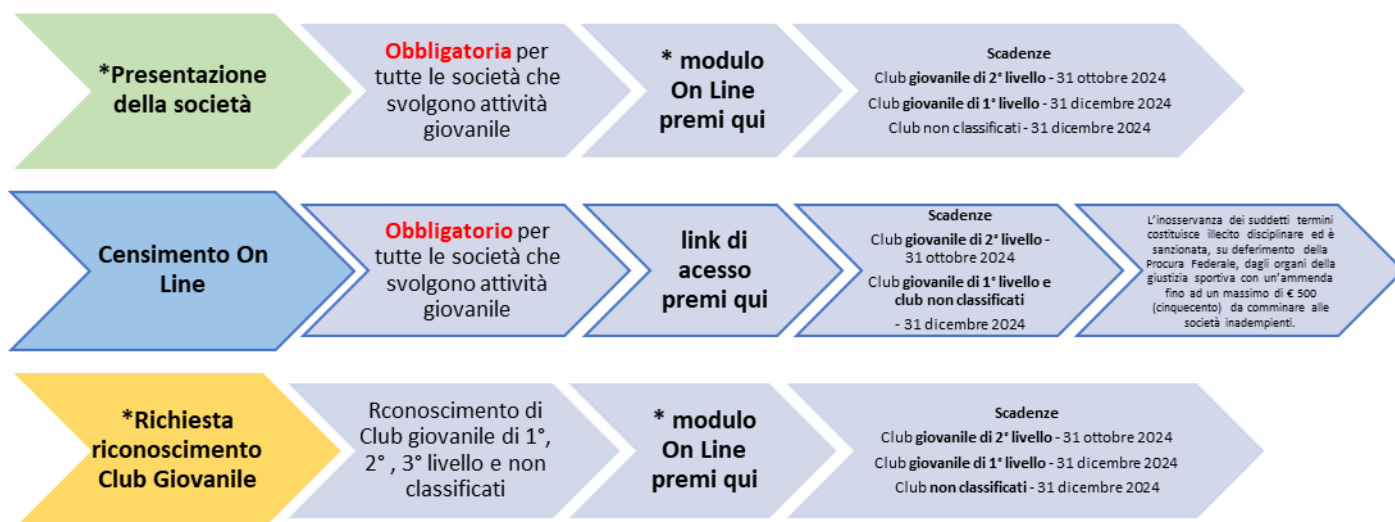 *Presentazione
della società
Obbligatoria per
tutte le società che
svolgono attività
giovanile
* modulo
On Line
premi qui
Scadenze
Club giovanile di 2° livello - 31 ottobre 2024
Club giovanile di 1° livello - 31 dicembre 2024
Club non classificati - 31 dicembre 2024
Censimento On
Line
Obbligatorio per
tutte le società che
svolgono attività
giovanile
link di
acesso
premi qui
Scadenze
Club giovanile di 2° livello -
31 ottobre 2024
Club giovanile di 1° livello e
club non classificati
- 31 dicembre 2024
L'inosservanza dei suddetti termini
costituisce illecito disciplinare ed è
sanzionata, su deferimento della
Procura Federale, dagli organi della
giustizia sportiva con un'ammenda
fino ad un massimo di € 500
(cinquecento) da comminare alle
società inadempienti.
*Richiesta
riconoscimento
Club Giovanile
Rconoscimento di
Club giovanile di 1°,
2° , 3° livello e non
classificati
* modulo
On Line
premi qui
Scadenze
Club giovanile di 2° livello - 31 ottobre 2024
Club giovanile di 1° livello - 31 dicembre 2024
Club non classificati - 31 dicembre 2024